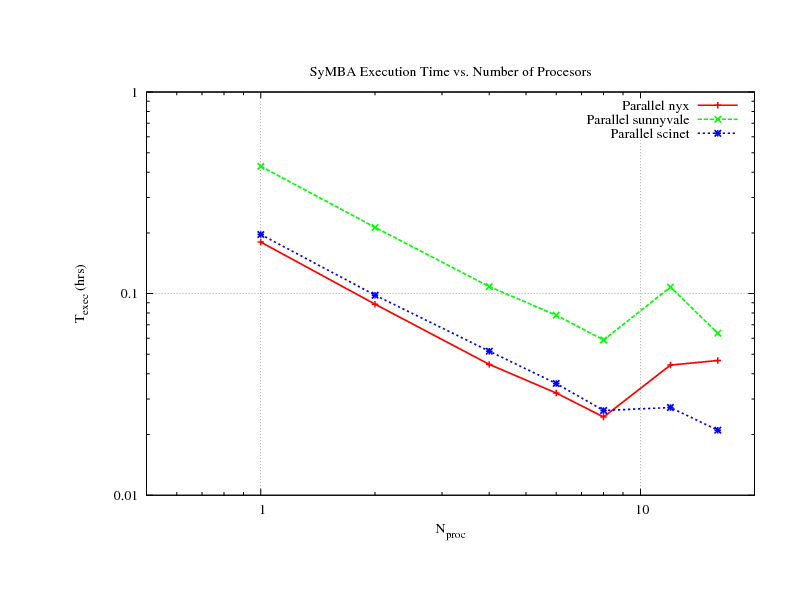 SyMBA Execution Time vs. Number of Procesors
1
Parallel nyx
Parallel sunnyvale
Parallel scinet
0.1
T_exec (hrs)
0.01
1
10
N_proc